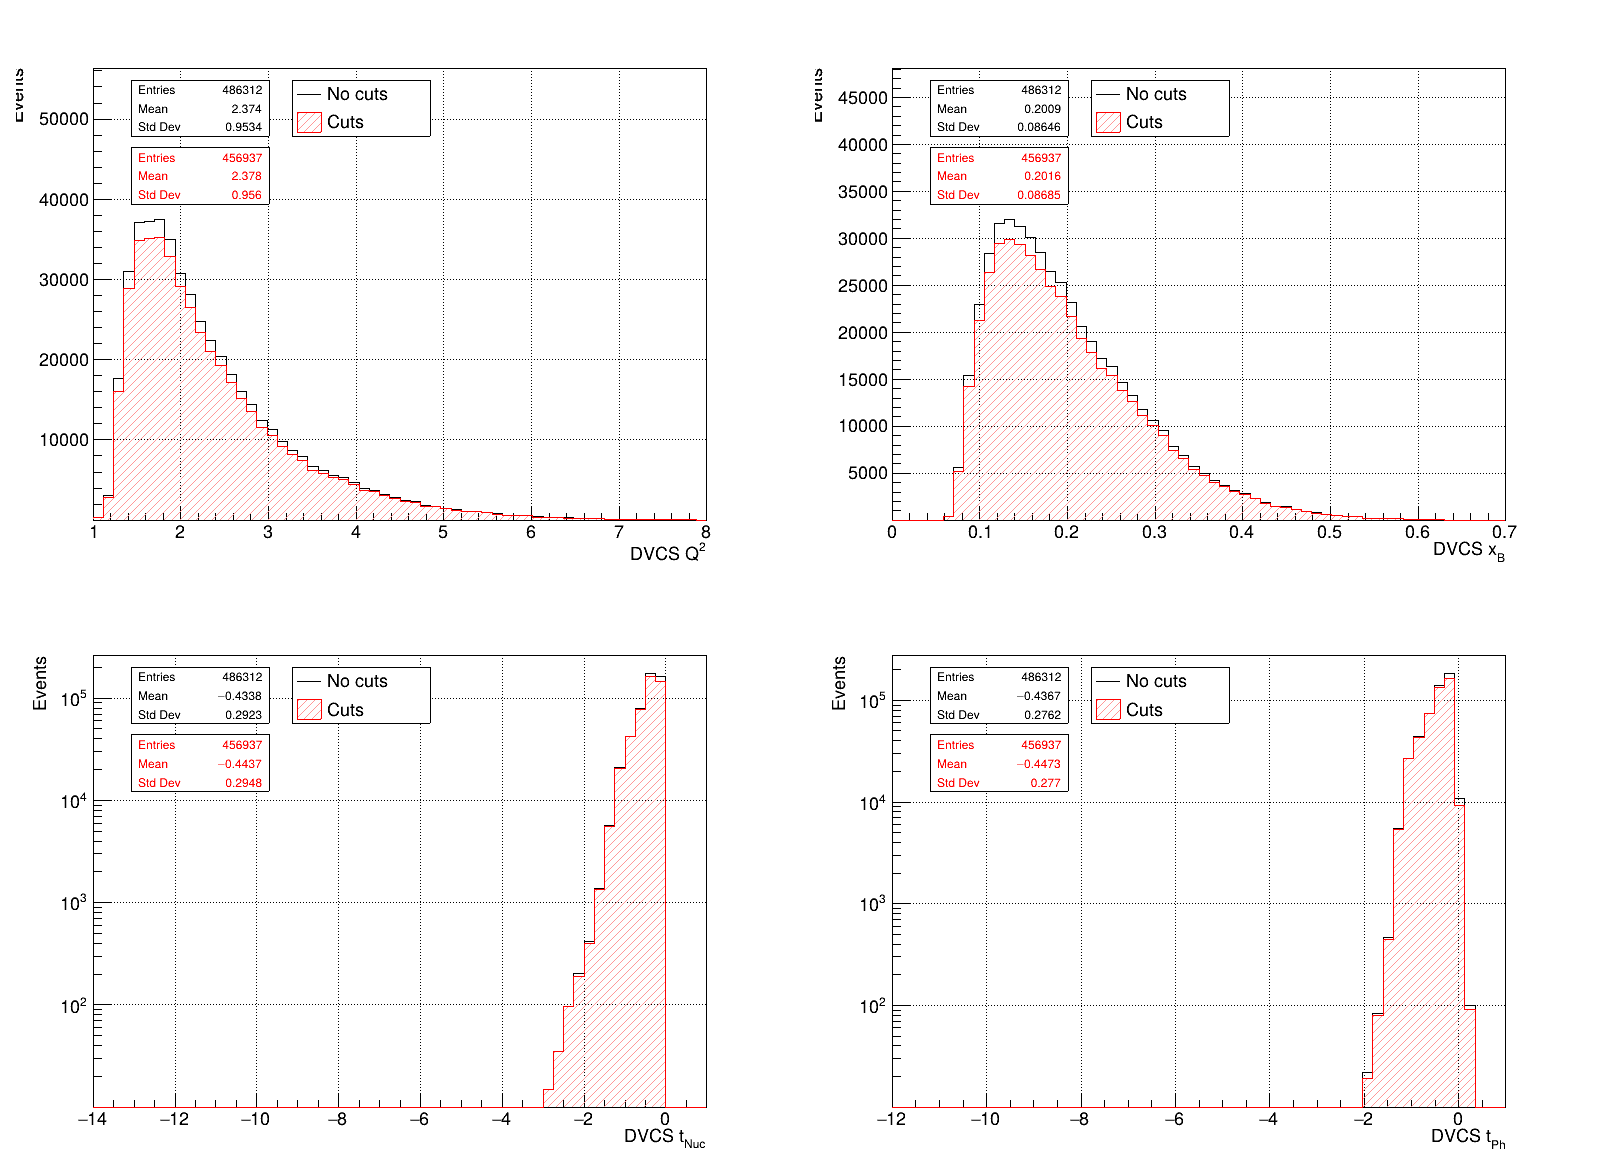 Events
Entries 486312
Mean 2.374
Std Dev 0.9534
Entries 456937
Mean 2.378
Std Dev 0.956
No cuts
Cuts
50000
40000
30000
20000
10000
1 2 3 4 5 6 7 8
DVCS Q²
Events
Entries 486312
Mean 0.2009
Std Dev 0.08646
Entries 456937
Mean 0.2016
Std Dev 0.08685
No cuts
Cuts
45000
40000
35000
30000
25000
20000
15000
10000
5000
0 0.1 0.2 0.3 0.4 0.5 0.6 0.7
DVCS x_B
Events
Entries 486312
Mean −0.4338
Std Dev 0.2923
Entries 456937
Mean −0.4437
Std Dev 0.2948
No cuts
Cuts
10⁵
10⁴
10³
10²
−14 −12 −10 −8 −6 −4 −2 0
DVCS t_Nuc
Events
Entries 486312
Mean −0.4367
Std Dev 0.2762
Entries 456937
Mean −0.4473
Std Dev 0.277
No cuts
Cuts
10⁵
10⁴
10³
10²
−12 −10 −8 −6 −4 −2 0
DVCS t_Ph